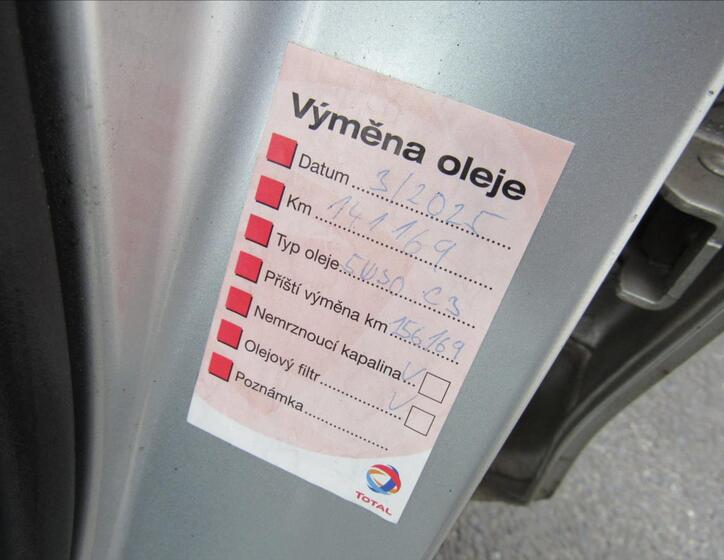 Výměna oleje
Datum 3/2025
Km 141169
Typ oleje 5W30 C3
Příští výměna km 156169
Nemrznoucí kapalina V
Olejový filtr V
Poznámka
TOTAL